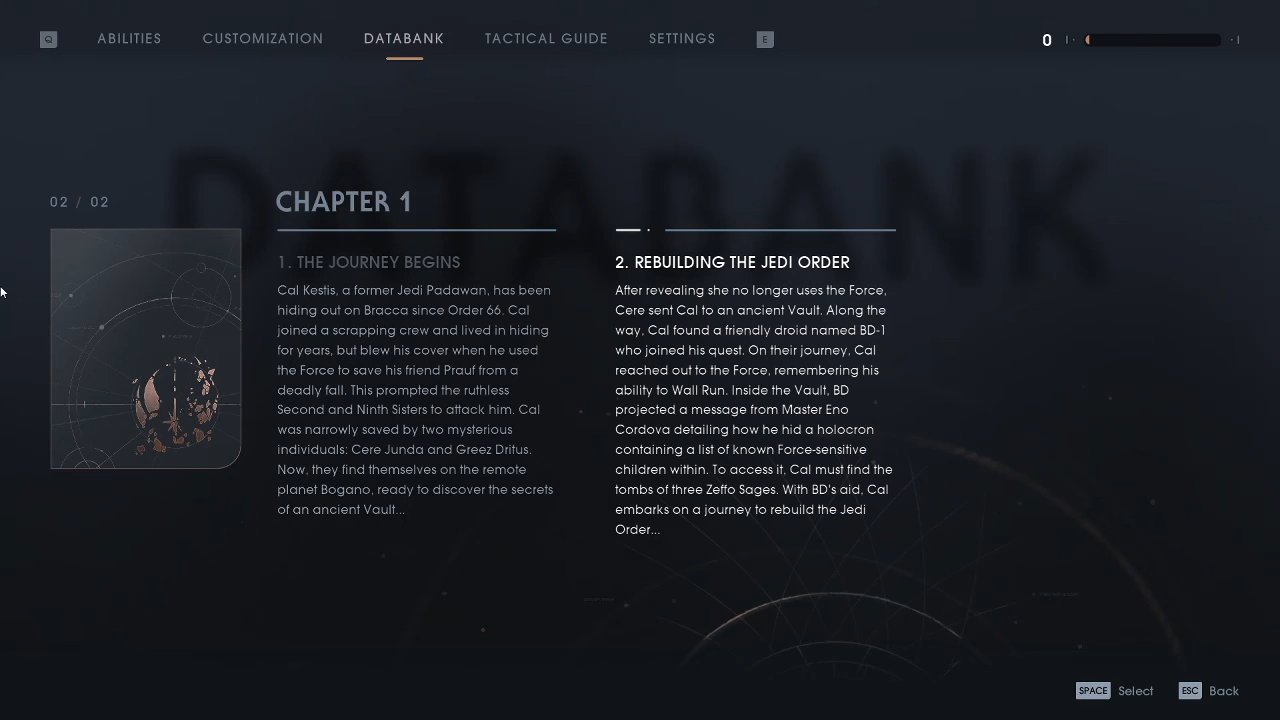 Q ABILITIES CUSTOMIZATION DATABANK TACTICAL GUIDE SETTINGS E 0
DATABANK
02 / 02
CHAPTER 1
1. THE JOURNEY BEGINS
Cal Kestis, a former Jedi Padawan, has been
hiding out on Bracca since Order 66. Cal
joined a scrapping crew and lived in hiding
for years, but blew his cover when he used
the Force to save his friend Prauf from a
deadly fall. This prompted the ruthless
Second and Ninth Sisters to attack him. Cal
was narrowly saved by two mysterious
individuals: Cere Junda and Greez Dritus.
Now, they find themselves on the remote
planet Bogano, ready to discover the secrets
of an ancient Vault...
2. REBUILDING THE JEDI ORDER
After revealing she no longer uses the Force,
Cere sent Cal to an ancient Vault. Along the
way, Cal found a friendly droid named BD-1
who joined his quest. On their journey, Cal
reached out to the Force, remembering his
ability to Wall Run. Inside the Vault, BD
projected a message from Master Eno
Cordova detailing how he hid a holocron
containing a list of known Force-sensitive
children within. To access it, Cal must find the
tombs of three Zeffo Sages. With BD's aid, Cal
embarks on a journey to rebuild the Jedi
Order...
SPACE Select ESC Back